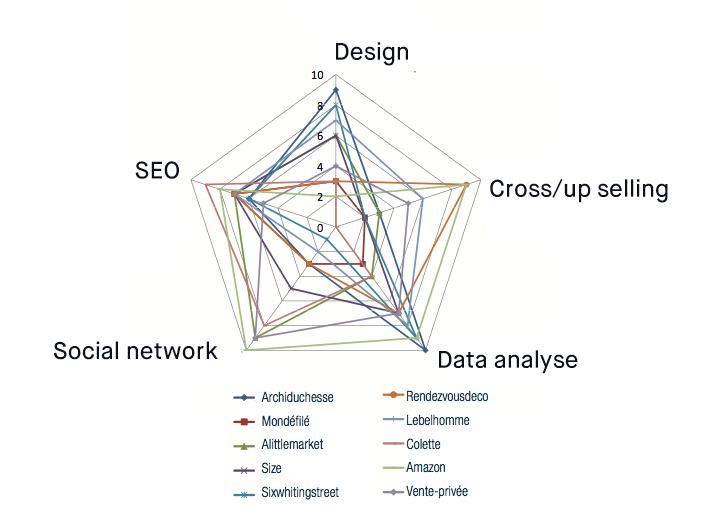 Design
10
8
6
4
2
0
SEO
Cross/up selling
Social network
Data analyse
Archiduchesse
Rendezvousdeco
Mondéfilé
Lebelhomme
Alittlemarket
Colette
Size
Amazon
Sixwhitingstreet
Vente-privée